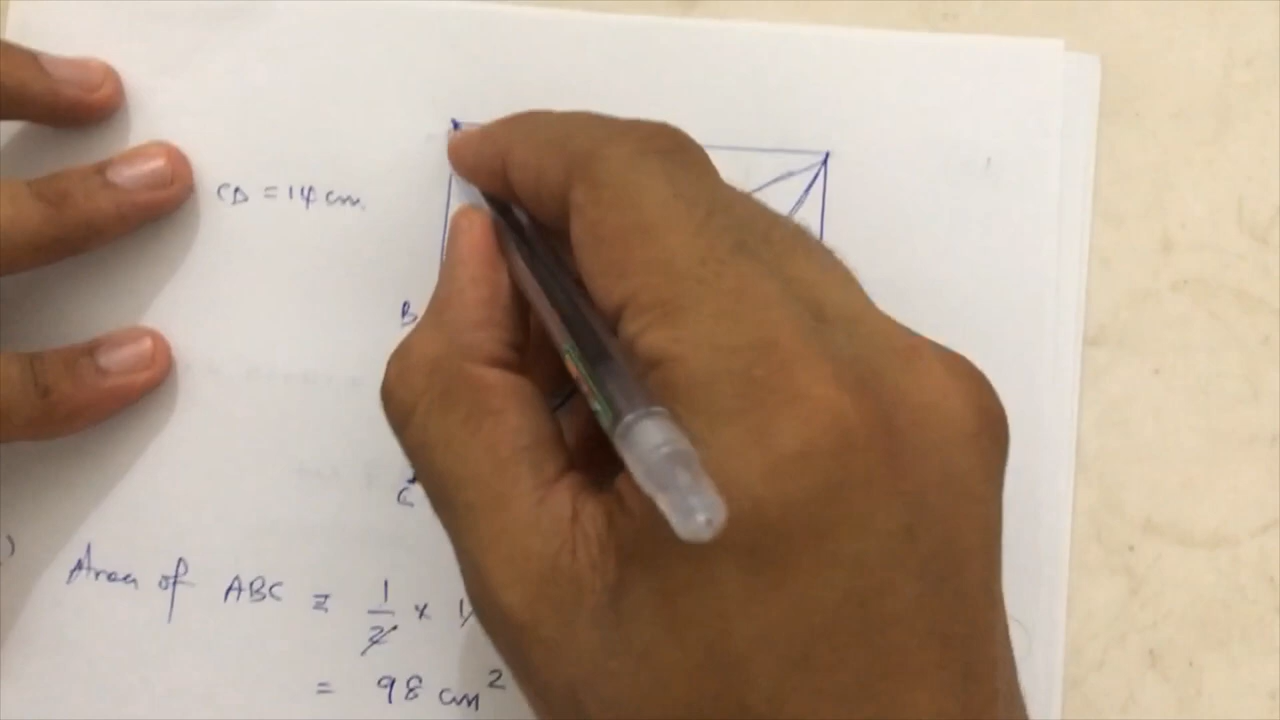 CD = 14 cm
B
C
Area of ABC = 1/2 ×
= 98 cm²